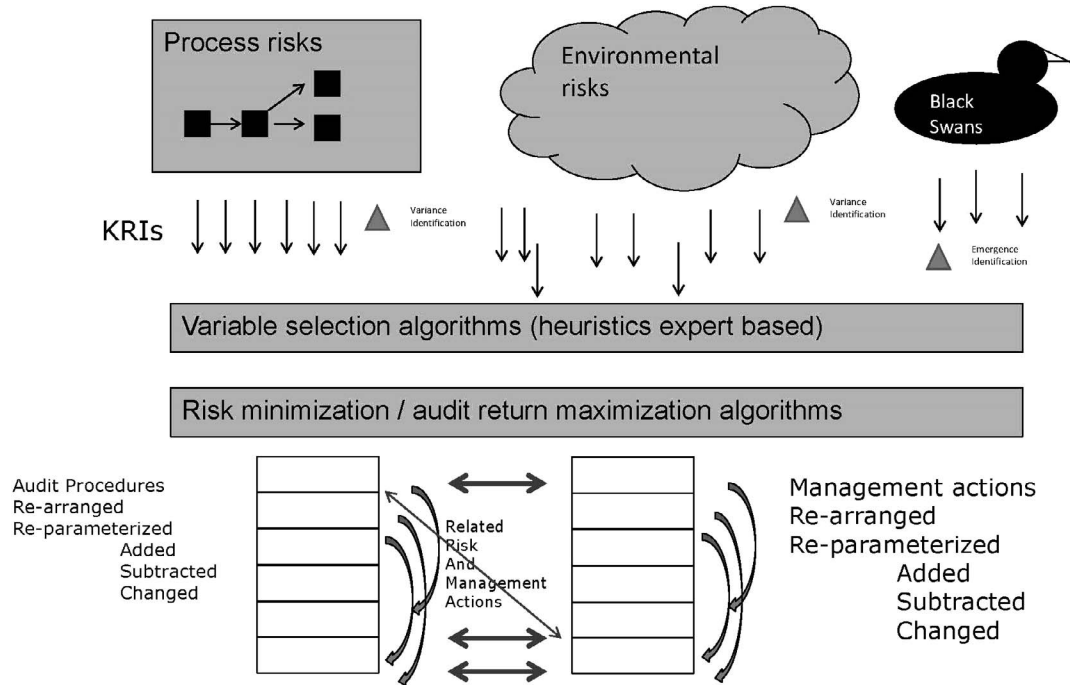 Process risks
Environmental
risks
Black
Swans
KRIs
Variance
Identification
Variance
Identification
Emergence
Identification
Variable selection algorithms (heuristics expert based)
Risk minimization / audit return maximization algorithms
Audit Procedures
Re-arranged
Re-parameterized
Added
Subtracted
Changed
Related
Risk
And
Management
Actions
Management actions
Re-arranged
Re-parameterized
Added
Subtracted
Changed